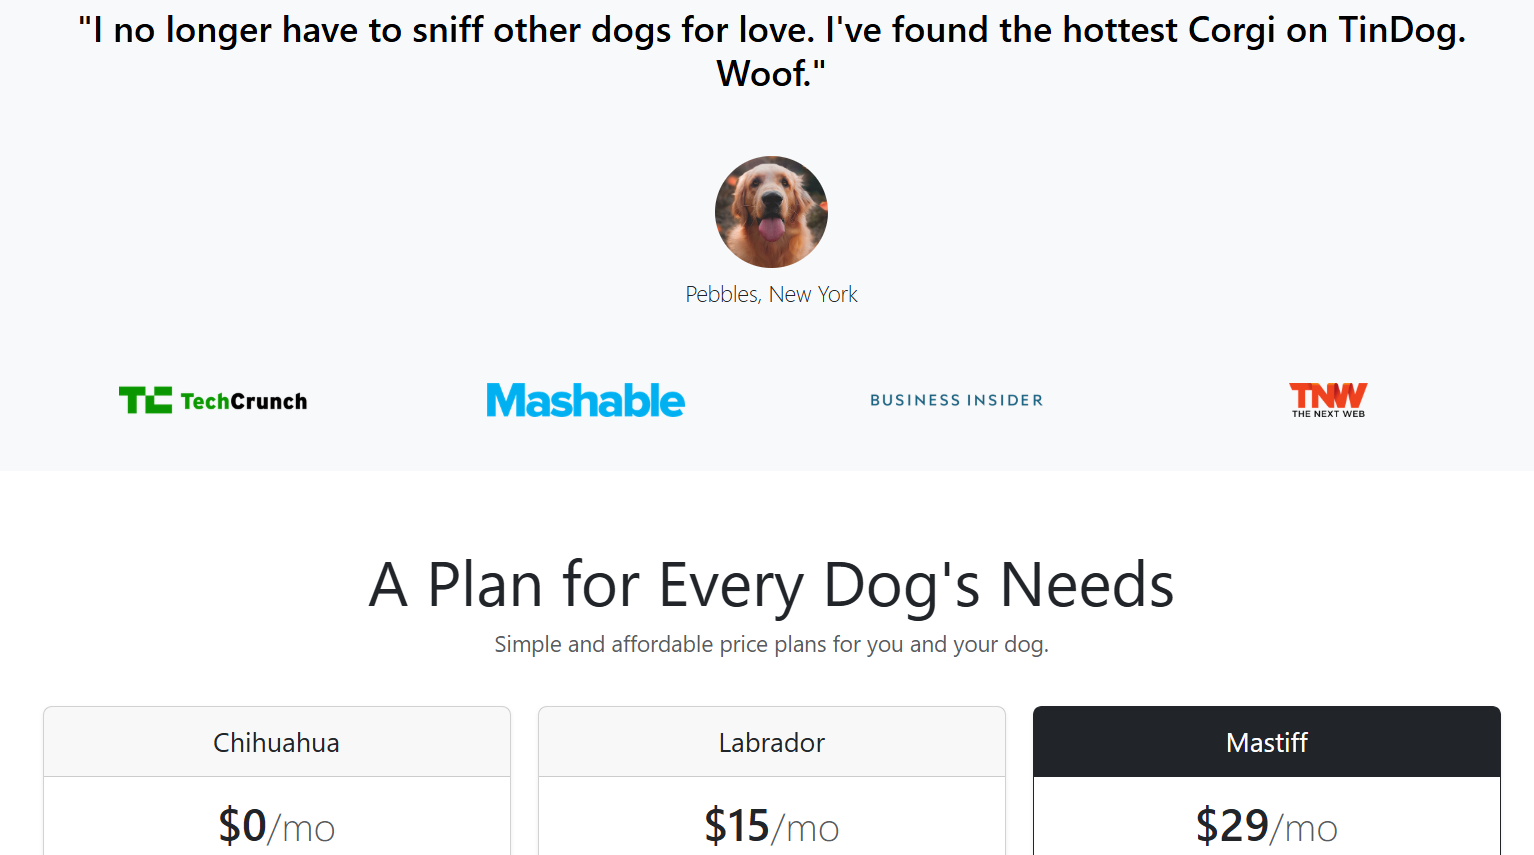 "I no longer have to sniff other dogs for love. I've found the hottest Corgi on TinDog.
Woof."
Pebbles, New York
TC TechCrunch
Mashable
BUSINESS INSIDER
TNW
THE NEXT WEB
A Plan for Every Dog's Needs
Simple and affordable price plans for you and your dog.
Chihuahua
Labrador
Mastiff
$0/mo
$15/mo
$29/mo